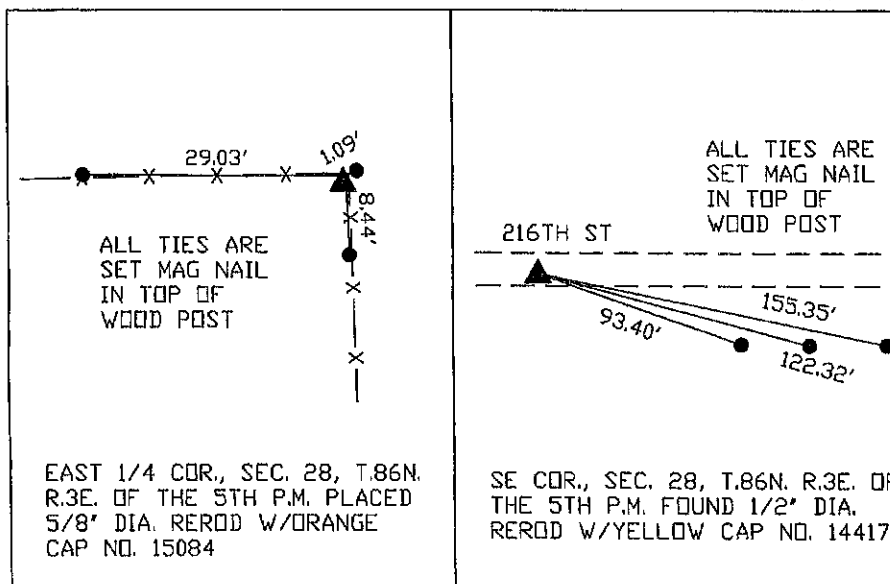 29.03'
1.09'
8.44'
ALL TIES ARE
SET MAG NAIL
IN TOP OF
WOOD POST
EAST 1/4 COR., SEC. 28, T.86N.
R.3E. OF THE 5TH P.M. PLACED
5/8" DIA. REROD W/ORANGE
CAP NO. 15084
ALL TIES ARE
SET MAG NAIL
IN TOP OF
WOOD POST
216TH ST
155.35'
93.40'
122.32'
SE COR., SEC. 28, T.86N. R.3E. OF
THE 5TH P.M. FOUND 1/2" DIA.
REROD W/YELLOW CAP NO. 14417